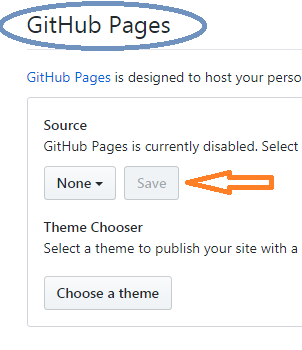 GitHub Pages
GitHub Pages is designed to host your perso
Source
GitHub Pages is currently disabled. Select
None Save
Theme Chooser
Select a theme to publish your site with a
Choose a theme